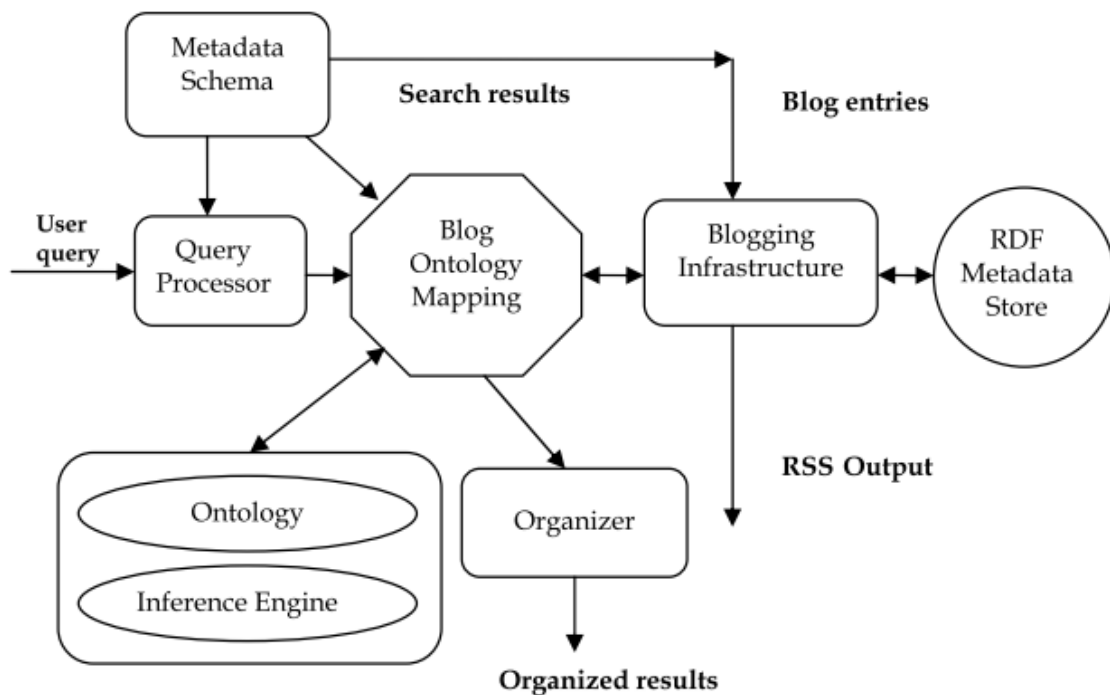 Metadata
Schema
Search results
Blog entries
User
query
Query
Processor
Blog
Ontology
Mapping
Blogging
Infrastructure
RDF
Metadata
Store
Ontology
Inference Engine
Organizer
RSS Output
Organized results